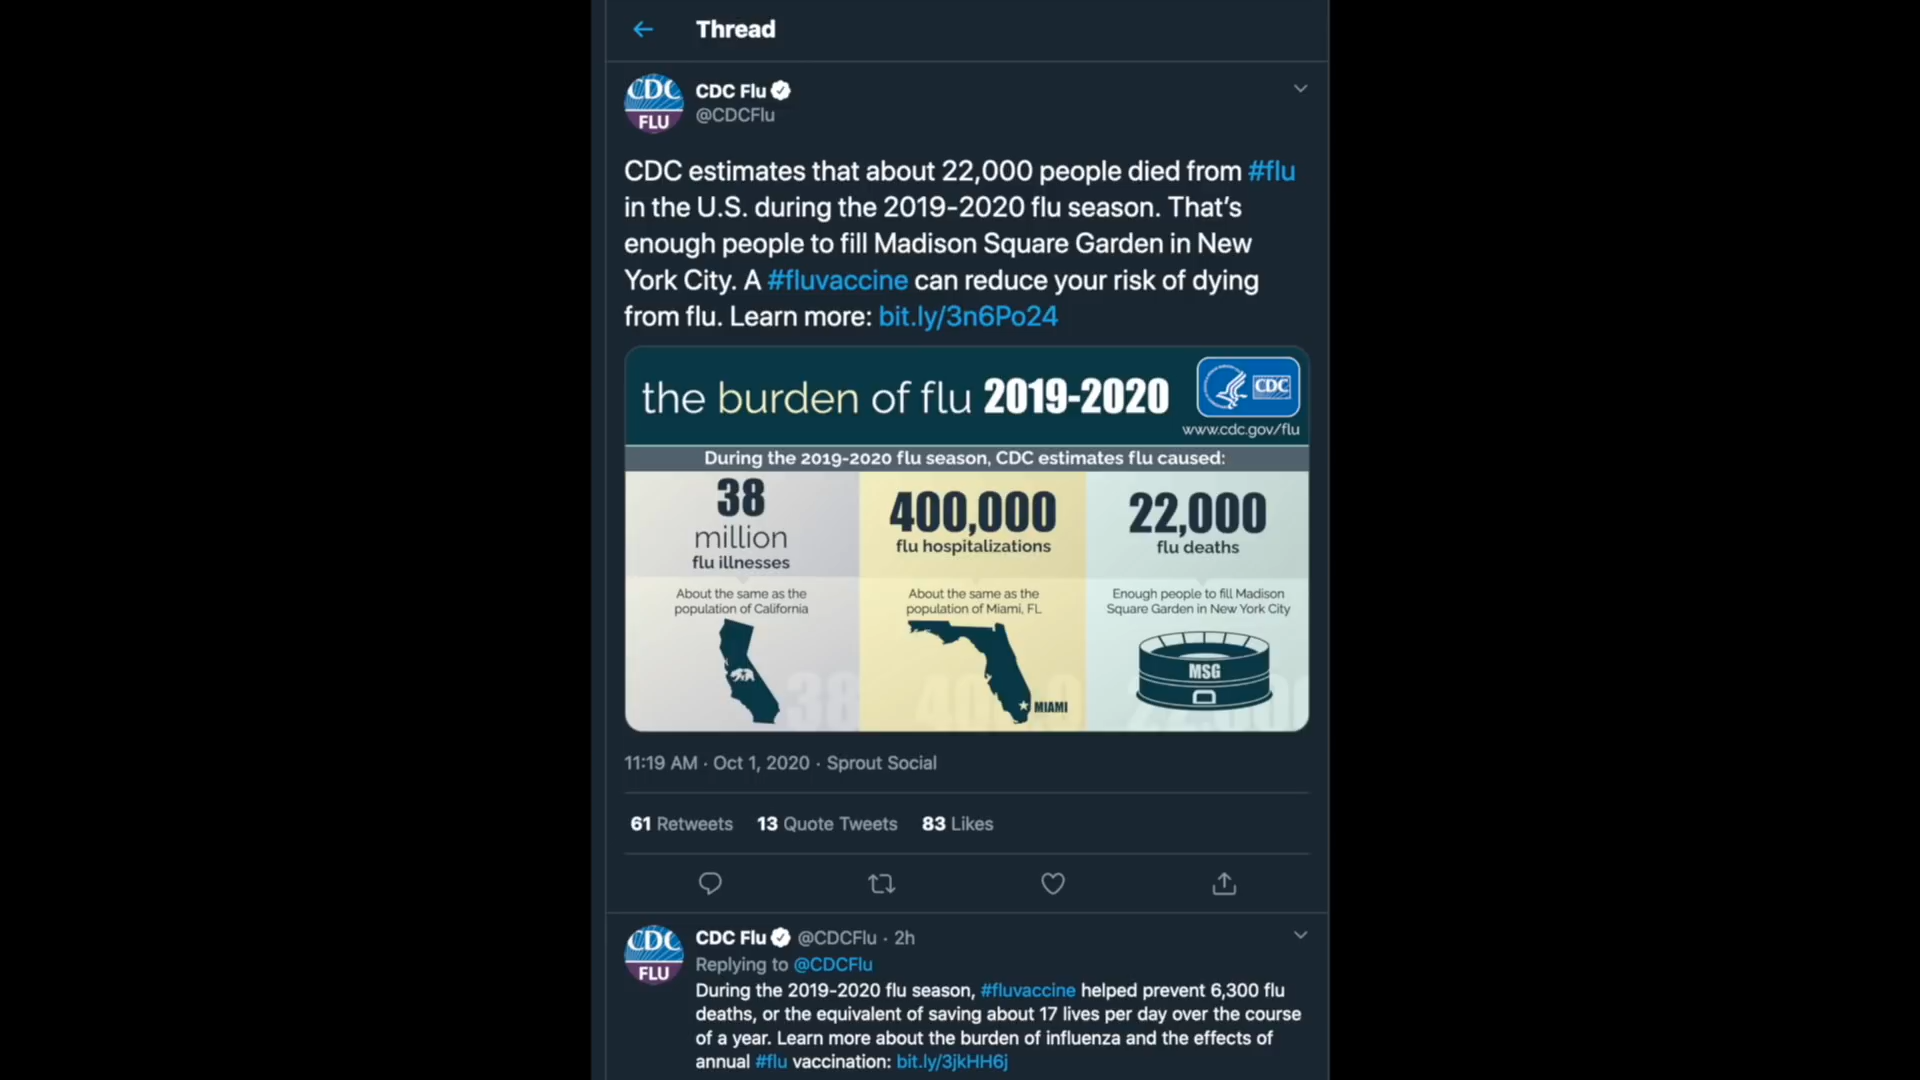 Thread
CDC
FLU
CDC Flu
@CDCFlu
CDC estimates that about 22,000 people died from #flu
in the U.S. during the 2019-2020 flu season. That's
enough people to fill Madison Square Garden in New
York City. A #fluvaccine can reduce your risk of dying
from flu. Learn more: bit.ly/3n6Po24
the burden of flu 2019-2020
CDC
www.cdc.gov/flu
During the 2019-2020 flu season, CDC estimates flu caused:
38
million
flu illnesses
About the same as the
population of California
38
400,000
flu hospitalizations
About the same as the
population of Miami, FL
MIAMI
22,000
flu deaths
Enough people to fill Madison
Square Garden in New York City
MSG
11:19 AM · Oct 1, 2020 · Sprout Social
61 Retweets 13 Quote Tweets 83 Likes
CDC
FLU
CDC Flu @CDCFlu · 2h
Replying to @CDCFlu
During the 2019-2020 flu season, #fluvaccine helped prevent 6,300 flu
deaths, or the equivalent of saving about 17 lives per day over the course
of a year. Learn more about the burden of influenza and the effects of
annual #flu vaccination: bit.ly/3jkHH6j